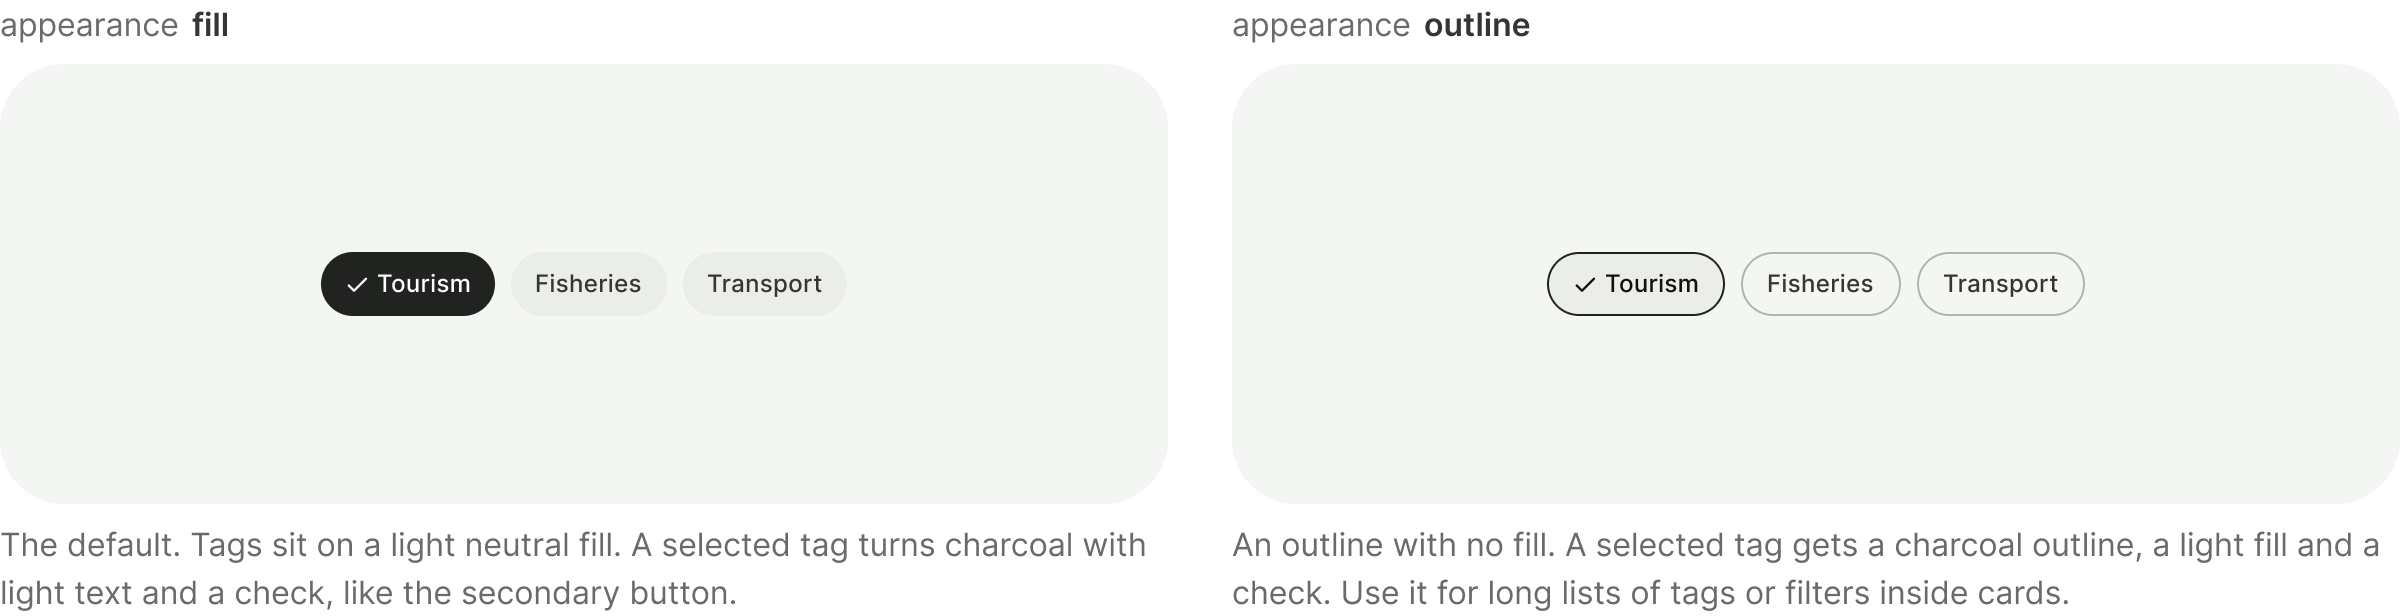 appearance fill
Tourism Fisheries Transport
The default. Tags sit on a light neutral fill. A selected tag turns charcoal with
light text and a check, like the secondary button.
appearance outline
Tourism Fisheries Transport
An outline with no fill. A selected tag gets a charcoal outline, a light fill and a
check. Use it for long lists of tags or filters inside cards.